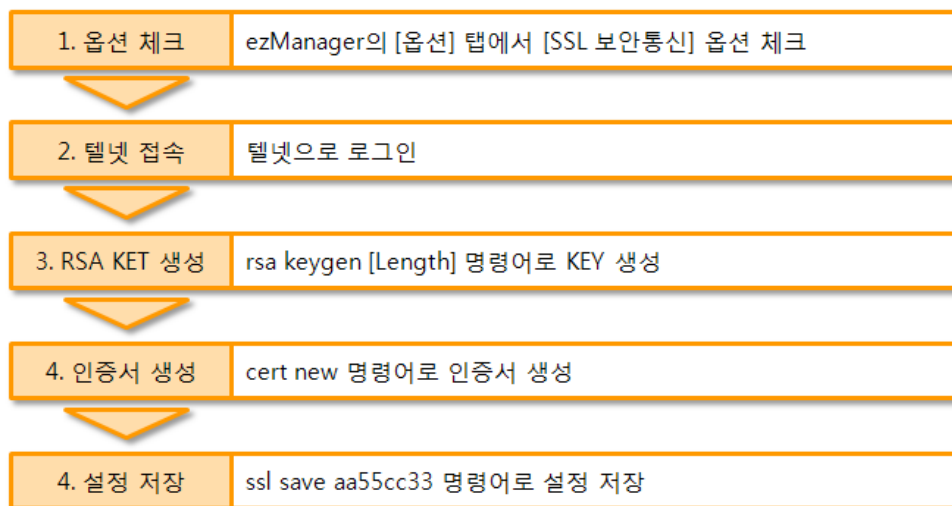 1. 옵션 체크
ezManager의 [옵션] 탭에서 [SSL 보안통신] 옵션 체크
2. 텔넷 접속
텔넷으로 로그인
3. RSA KET 생성
rsa keygen [Length] 명령어로 KEY 생성
4. 인증서 생성
cert new 명령어로 인증서 생성
4. 설정 저장
ssl save aa55cc33 명령어로 설정 저장